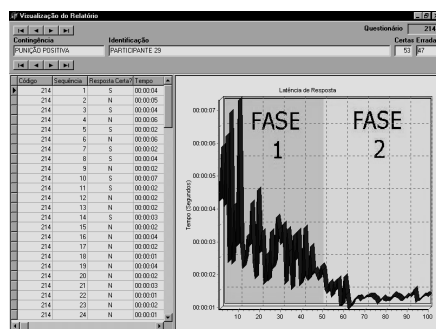 Visualização do Relatório
Questionário 214
Contingência Identificação Certas Errada
PUNIÇÃO POSITIVA PARTICIPANTE 29 53 47
Código Sequência Resposta Certa? Tempo
214 1 S 00:00:04
214 2 N 00:00:05
214 3 S 00:00:04
214 4 N 00:00:06
214 5 S 00:00:02
214 6 N 00:00:06
214 7 S 00:00:02
214 8 S 00:00:04
214 9 N 00:00:02
214 10 S 00:00:07
214 11 S 00:00:02
214 12 N 00:00:02
214 13 N 00:00:02
214 14 S 00:00:03
214 15 N 00:00:02
214 16 N 00:00:04
214 17 N 00:00:02
214 18 N 00:00:01
214 19 N 00:00:04
214 20 N 00:00:02
214 21 N 00:00:03
214 22 N 00:00:01
214 23 N 00:00:02
214 24 N 00:00:01
Latência de Resposta
Tempo (Segundos)
00:00:07
00:00:06
00:00:05
00:00:05
00:00:04
00:00:03
00:00:02
00:00:02
00:00:01
FASE 1
FASE 2
10 20 30 40 50 60 70 80 90 100